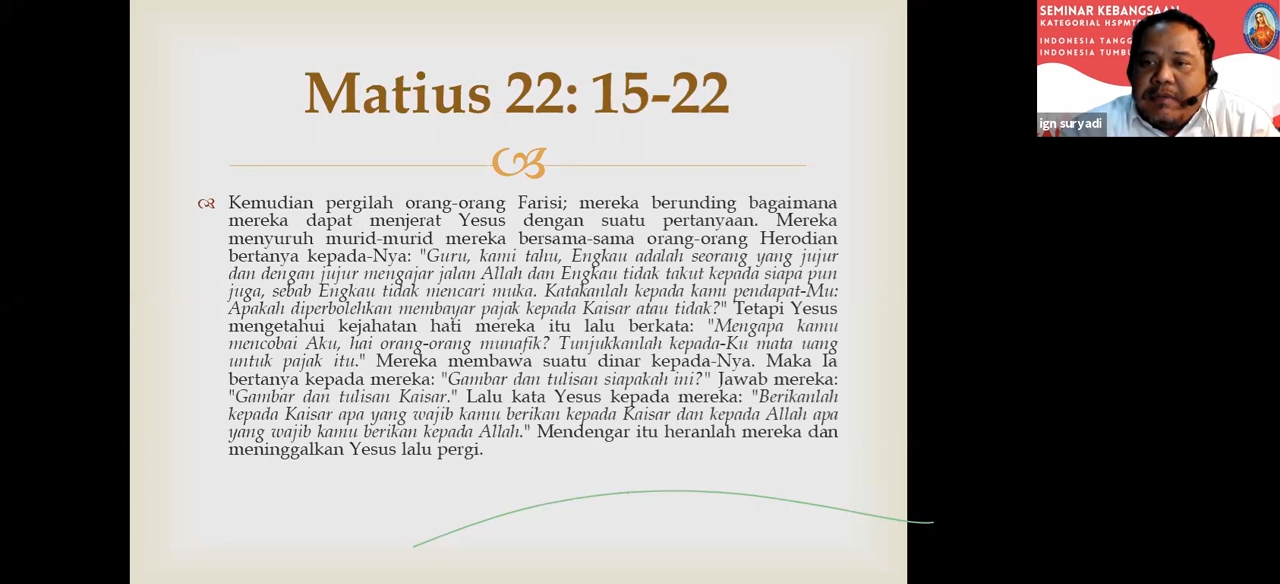 Matius 22: 15-22
Kemudian pergilah orang-orang Farisi; mereka berunding bagaimana
mereka dapat menjerat Yesus dengan suatu pertanyaan. Mereka
menyuruh murid-murid mereka bersama-sama orang-orang Herodian
bertanya kepada-Nya: "Guru, kami tahu, Engkau adalah seorang yang jujur
dan dengan jujur mengajar jalan Allah dan Engkau tidak takut kepada siapa pun
juga, sebab Engkau tidak mencari muka. Katakanlah kepada kami pendapat-Mu:
Apakah diperbolehkan membayar pajak kepada Kaisar atau tidak?" Tetapi Yesus
mengetahui kejahatan hati mereka itu lalu berkata: "Mengapa kamu
mencobai Aku, hai orang-orang munafik? Tunjukkanlah kepada-Ku mata uang
untuk pajak itu." Mereka membawa suatu dinar kepada-Nya. Maka Ia
bertanya kepada mereka: "Gambar dan tulisan siapakah ini?" Jawab mereka:
"Gambar dan tulisan Kaisar." Lalu kata Yesus kepada mereka: "Berikanlah
kepada Kaisar apa yang wajib kamu berikan kepada Kaisar dan kepada Allah apa
yang wajib kamu berikan kepada Allah." Mendengar itu heranlah mereka dan
meninggalkan Yesus lalu pergi.
SEMINAR KEBANGSAAN
KATEGORIAL
INDONESIA
INDONESIA
ign suryadi